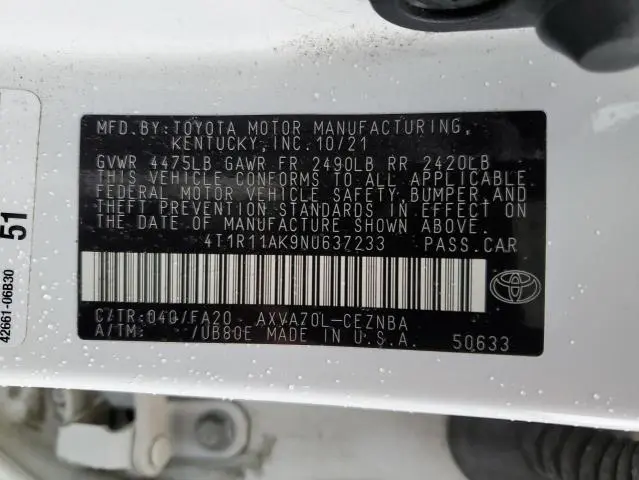 MFD.BY:TOYOTA MOTOR MANUFACTURING,
KENTUCKY,INC.10/21
GVWR 4475LB GAWR FR 2490LB RR 2420LB
THIS VEHICLE CONFORMS TO ALL APPLICABLE
FEDERAL MOTOR VEHICLE SAFETY,BUMPER,AND
THEFT PREVENTION STANDARDS IN EFFECT ON
THE DATE OF MANUFACTURE SHOWN ABOVE.
4T1R11AK9NU637233 PASS.CAR
C/TR:040/FA20 AXVA70L-CEZNBA
A/TM: /UB80E MADE IN U.S.A.
50633
42661-06B30
51